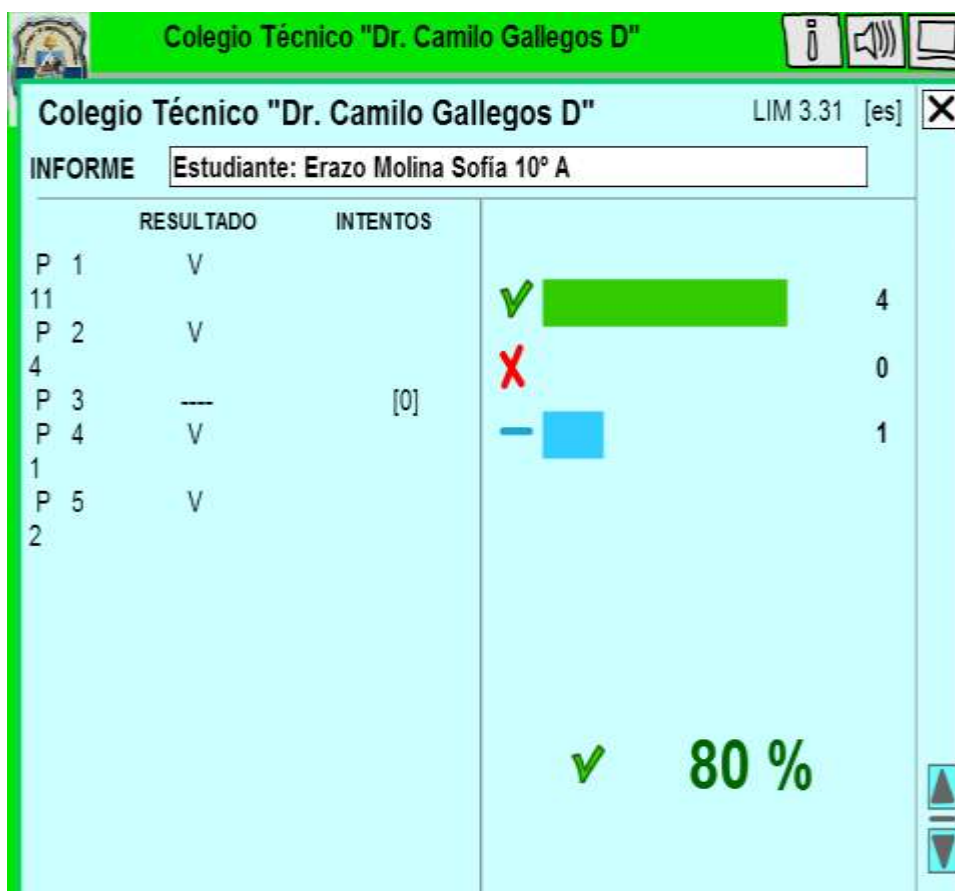 Colegio Técnico "Dr. Camilo Gallegos D"
Colegio Técnico "Dr. Camilo Gallegos D" LIM 3.31 [es]
INFORME Estudiante: Erazo Molina Sofía 10º A
RESULTADO INTENTOS
P 1 V
11
P 2 V
4
P 3 ---- [0]
P 4 V
1
P 5 V
2
4
0
1
80 %